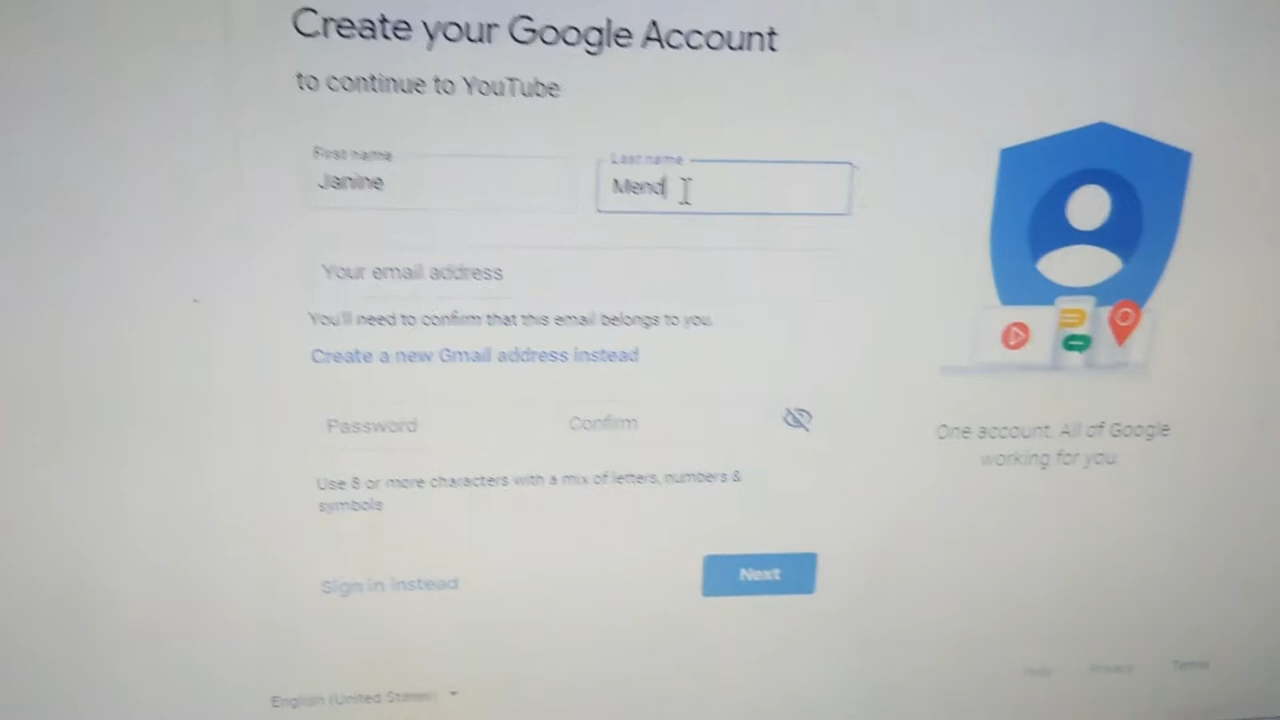 Create your Google Account
to continue to YouTube
First name
Last name
Janine
Mend
Your email address
You'll need to confirm that this email belongs to you.
Create a new Gmail address instead
Password
Confirm
Use 8 or more characters with a mix of letters, numbers &
symbols
One account. All of Google
working for you.
Sign in instead
Next
English (United States)
Help
Privacy
Terms